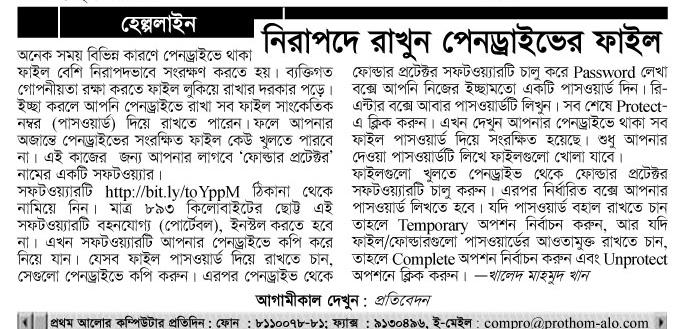 হেল্পলাইন
নিরাপদে রাখুন পেনড্রাইভের ফাইল
অনেক সময় বিভিন্ন কারণে পেনড্রাইভে থাকা
ফাইল বেশি নিরাপদভাবে সংরক্ষণ করতে হয়। ব্যক্তিগত
গোপনীয়তা রক্ষা করতে ফাইল লুকিয়ে রাখার দরকার পড়ে।
ইচ্ছা করলে আপনি পেনড্রাইভে রাখা সব ফাইল সাংকেতিক
নম্বর (পাসওয়ার্ড) দিয়ে রাখতে পারেন। ফলে আপনার
অজান্তে পেনড্রাইভের সংরক্ষিত ফাইল কেউ খুলতে পারবে
না। এই কাজের জন্য আপনার লাগবে ‘ফোল্ডার প্রটেক্টর’
নামের একটি সফটওয়্যার।
সফটওয়্যারটি http://bit.ly/toYppM ঠিকানা থেকে
নামিয়ে নিন। মাত্র ৮৯৩ কিলোবাইটের ছোট্ট এই
সফটওয়্যারটি বহনযোগ্য (পোর্টেবল), ইনস্টল করতে হবে
না। এখন সফটওয়্যারটি আপনার পেনড্রাইভে কপি করে
নিয়ে যান। যেসব ফাইল পাসওয়ার্ড দিয়ে রাখতে চান,
সেগুলো পেনড্রাইভে কপি করুন। এরপর পেনড্রাইভ থেকে
ফোল্ডার প্রটেক্টর সফটওয়্যারটি চালু করে Password লেখা
বক্সে আপনি নিজের ইচ্ছামতো একটি পাসওয়ার্ড দিন। রি-
এন্টার বক্সে আবার পাসওয়ার্ডটি লিখুন। সব শেষে Protect-
এ ক্লিক করুন। এখন দেখুন আপনার পেনড্রাইভে থাকা সব
ফাইল পাসওয়ার্ড দিয়ে সংরক্ষিত হয়েছে। শুধু আপনার
দেওয়া পাসওয়ার্ডটি লিখে ফাইলগুলো খোলা যাবে।
ফাইলগুলো খুলতে পেনড্রাইভ থেকে ফোল্ডার প্রটেক্টর
সফটওয়্যারটি চালু করুন। এরপর নির্ধারিত বক্সে আপনার
পাসওয়ার্ড লিখতে হবে। যদি পাসওয়ার্ড বহাল রাখতে চান
তাহলে Temporary অপশন নির্বাচন করুন, আর যদি
ফাইল/ফোল্ডারগুলো পাসওয়ার্ডের আওতামুক্ত রাখতে চান,
তাহলে Complete অপশন নির্বাচন করুন এবং Unprotect
অপশনে ক্লিক করুন। —খালেদ মাহমুদ খান
আগামীকাল দেখুন : প্রতিবেদন
প্রথম আলোর কম্পিউটার প্রতিদিন : ফোন : ৮১১০০৭৮-৮১; ফ্যাক্স : ৯১৩০৪৯৬, ই-মেইল : compro@prothom-alo.com